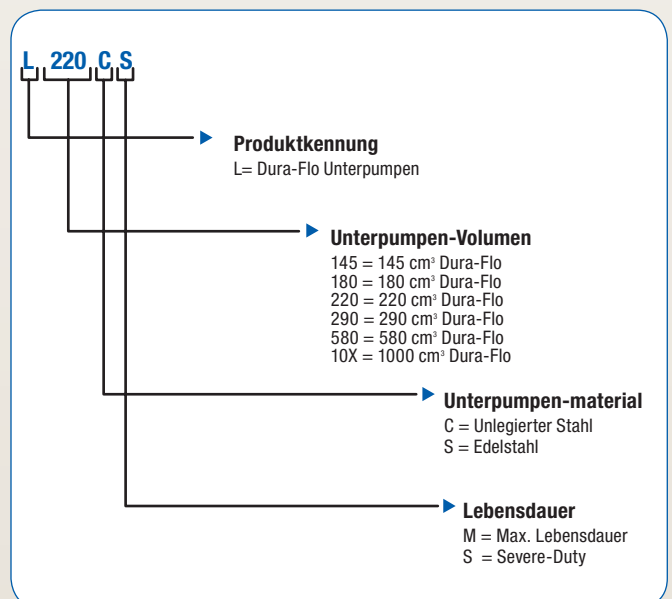 L 220 C S
Produktkennung
L= Dura-Flo Unterpumpen
Unterpumpen-Volumen
145 = 145 cm³ Dura-Flo
180 = 180 cm³ Dura-Flo
220 = 220 cm³ Dura-Flo
290 = 290 cm³ Dura-Flo
580 = 580 cm³ Dura-Flo
10X = 1000 cm³ Dura-Flo
Unterpumpen-material
C = Unlegierter Stahl
S = Edelstahl
Lebensdauer
M = Max. Lebensdauer
S = Severe-Duty